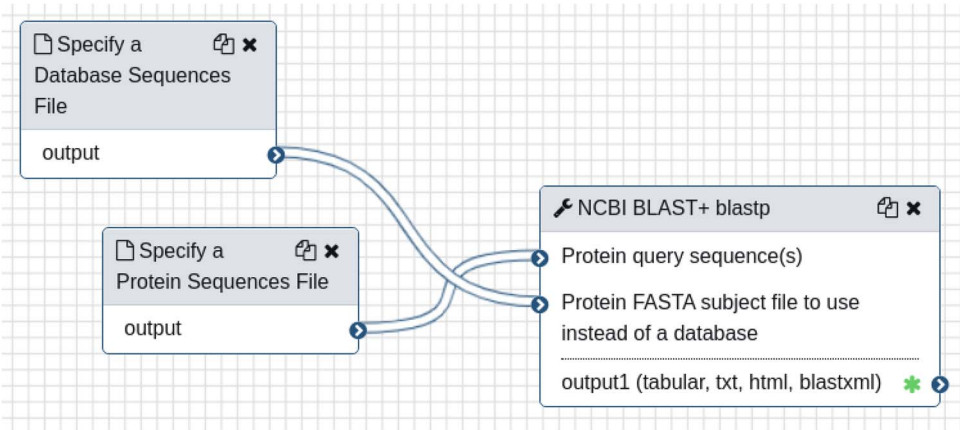 Specify a
Database Sequences
File
output
Specify a
Protein Sequences File
output
NCBI BLAST+ blastp
Protein query sequence(s)
Protein FASTA subject file to use
instead of a database
output1 (tabular, txt, html, blastxml)